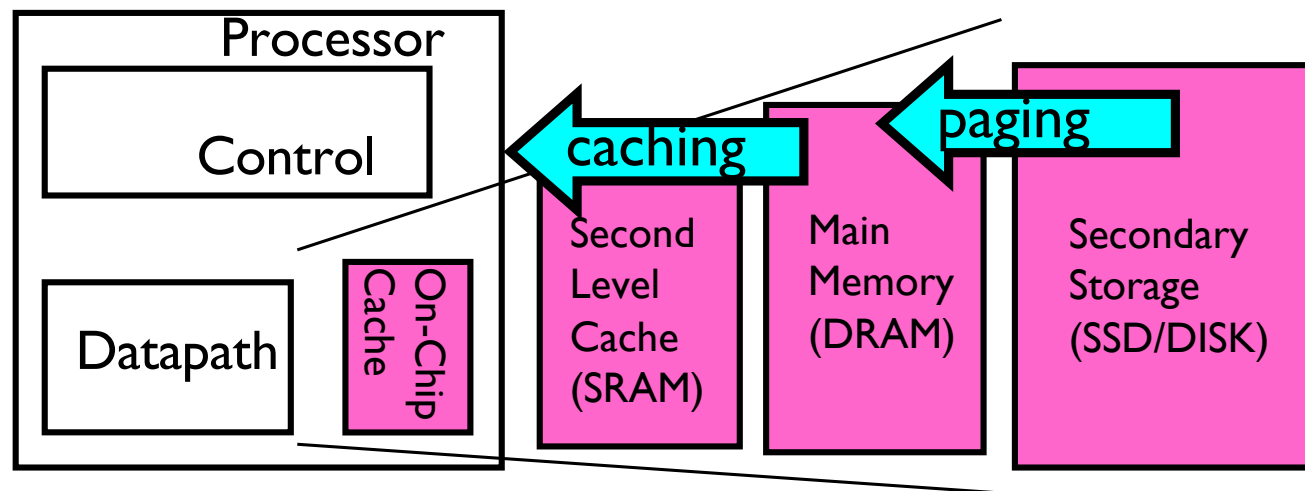 Processor
Control
Datapath
On-Chip
Cache
caching
Second
Level
Cache
(SRAM)
paging
Main
Memory
(DRAM)
Secondary
Storage
(SSD/DISK)